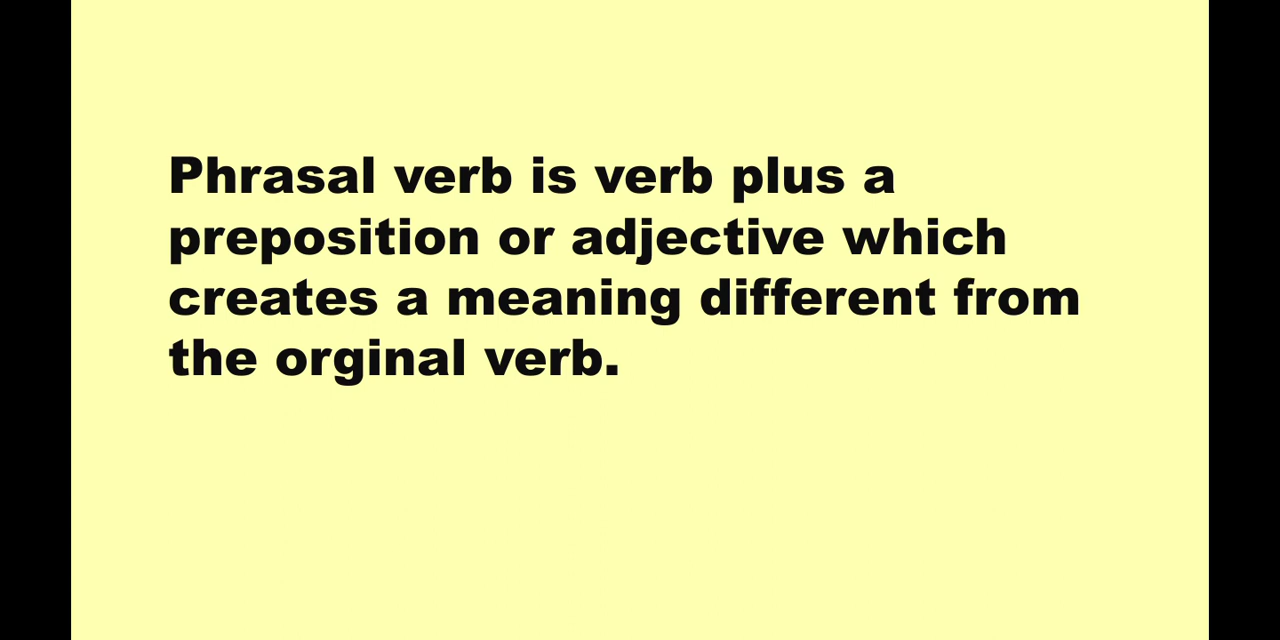 Phrasal verb is verb plus a
preposition or adjective which
creates a meaning different from
the orginal verb.